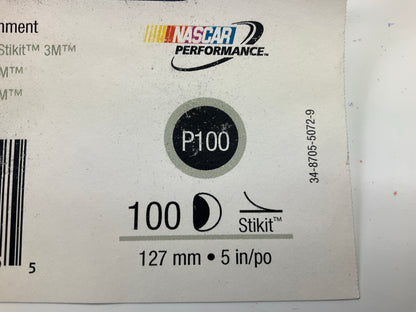 NASCAR
PERFORMANCE™
nment
Stikit™ 3M™
M™
M™
P100
34-8705-5072-9
100
Stikit™
127 mm • 5 in/po
5